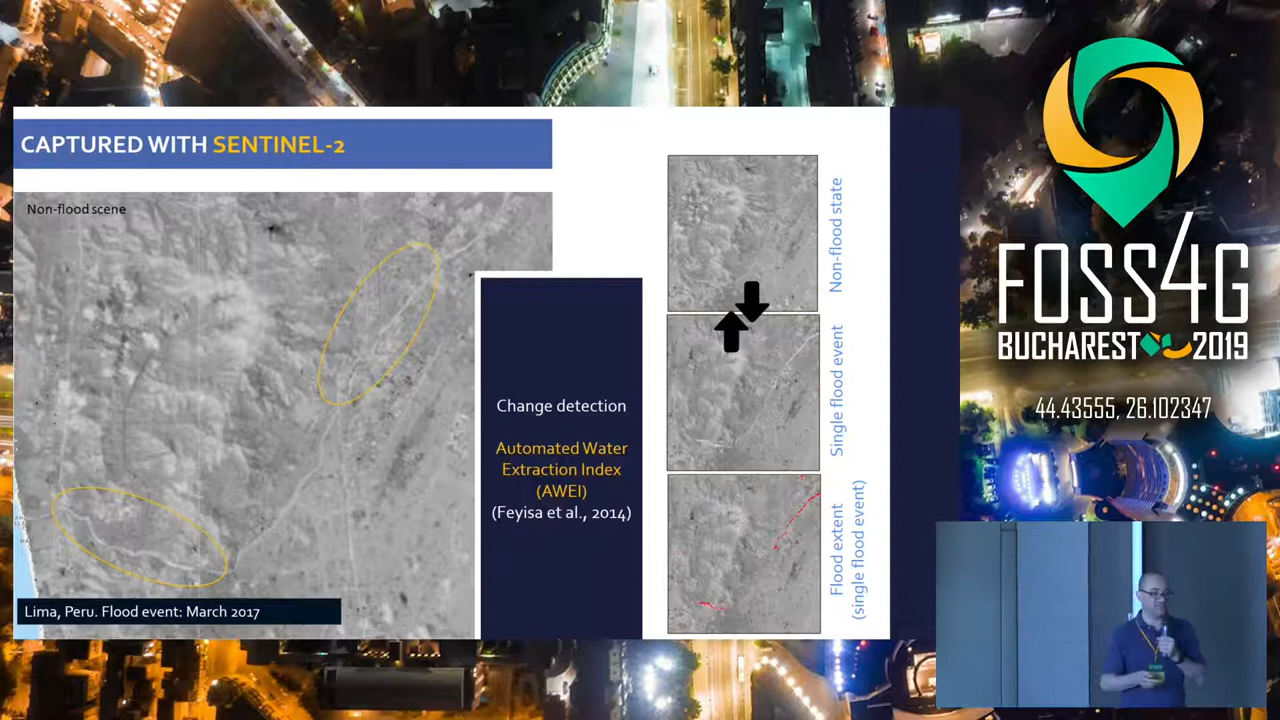 CAPTURED WITH SENTINEL-2
Non-flood scene
Lima, Peru. Flood event: March 2017
Change detection
Automated Water
Extraction Index
(AWEI)
(Feyisa et al., 2014)
Non-flood state
Single flood event
Flood extent
(single flood event)
FOSS4G
BUCHAREST 2019
44.43555, 26.102347